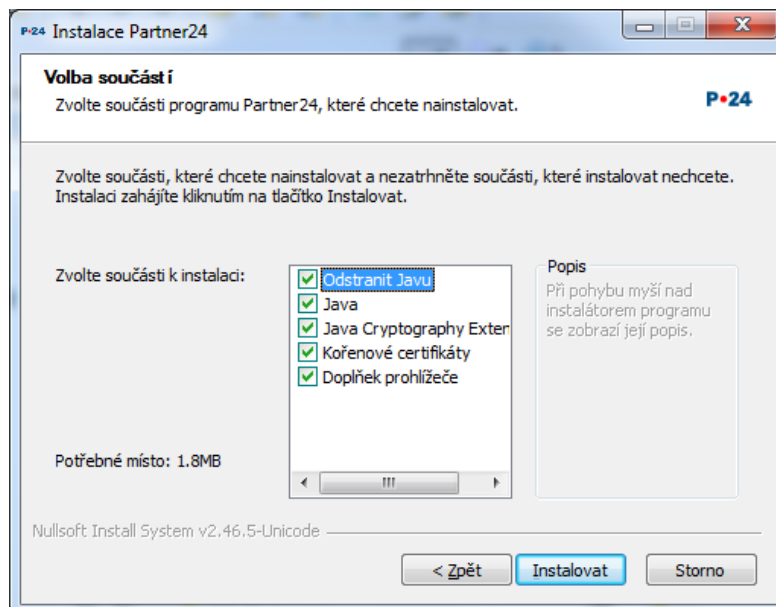 P•24 Instalace Partner24
Volba součástí
Zvolte součásti programu Partner24, které chcete nainstalovat.
P•24
Zvolte součásti, které chcete nainstalovat a nezatrhněte součásti, které instalovat nechcete.
Instalaci zahájíte kliknutím na tlačítko Instalovat.
Zvolte součásti k instalaci:
Odstranit Javu
Java
Java Cryptography Exten
Kořenové certifikáty
Doplněk prohlížeče
Popis
Při pohybu myší nad
instalátorem programu
se zobrazí její popis.
Potřebné místo: 1.8MB
Nullsoft Install System v2.46.5-Unicode
< Zpět
Instalovat
Storno